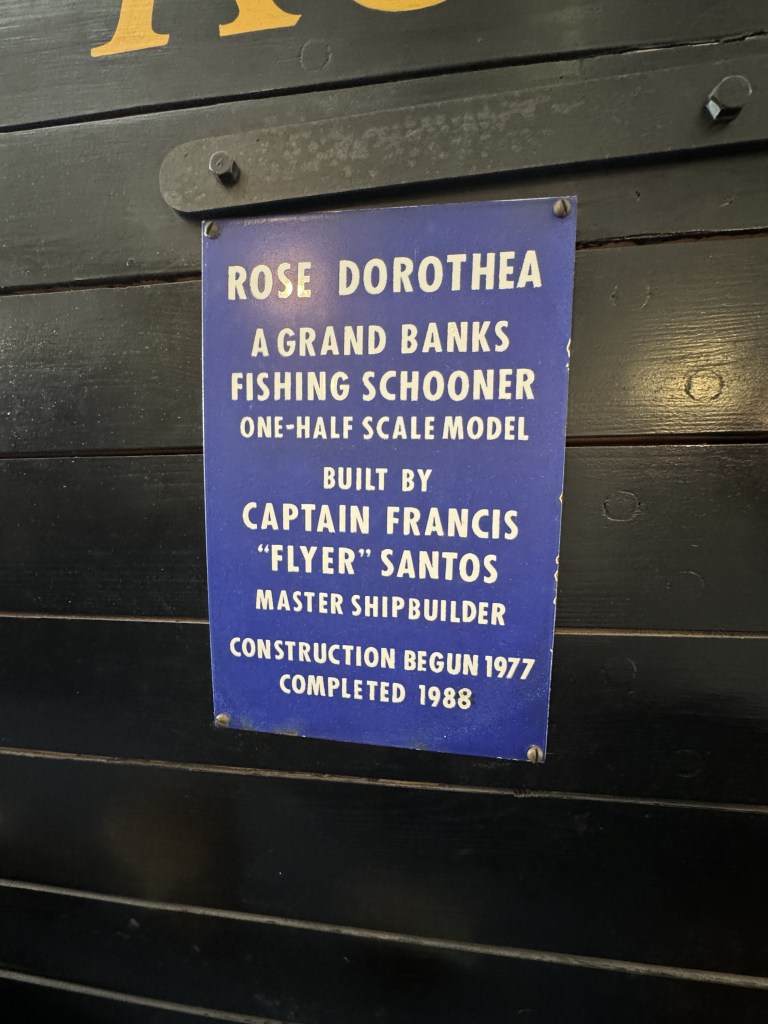 ROSE DOROTHEA
A GRAND BANKS
FISHING SCHOONER
ONE-HALF SCALE MODEL
BUILT BY
CAPTAIN FRANCIS
"FLYER" SANTOS
MASTER SHIPBUILDER
CONSTRUCTION BEGUN 1977
COMPLETED 1988